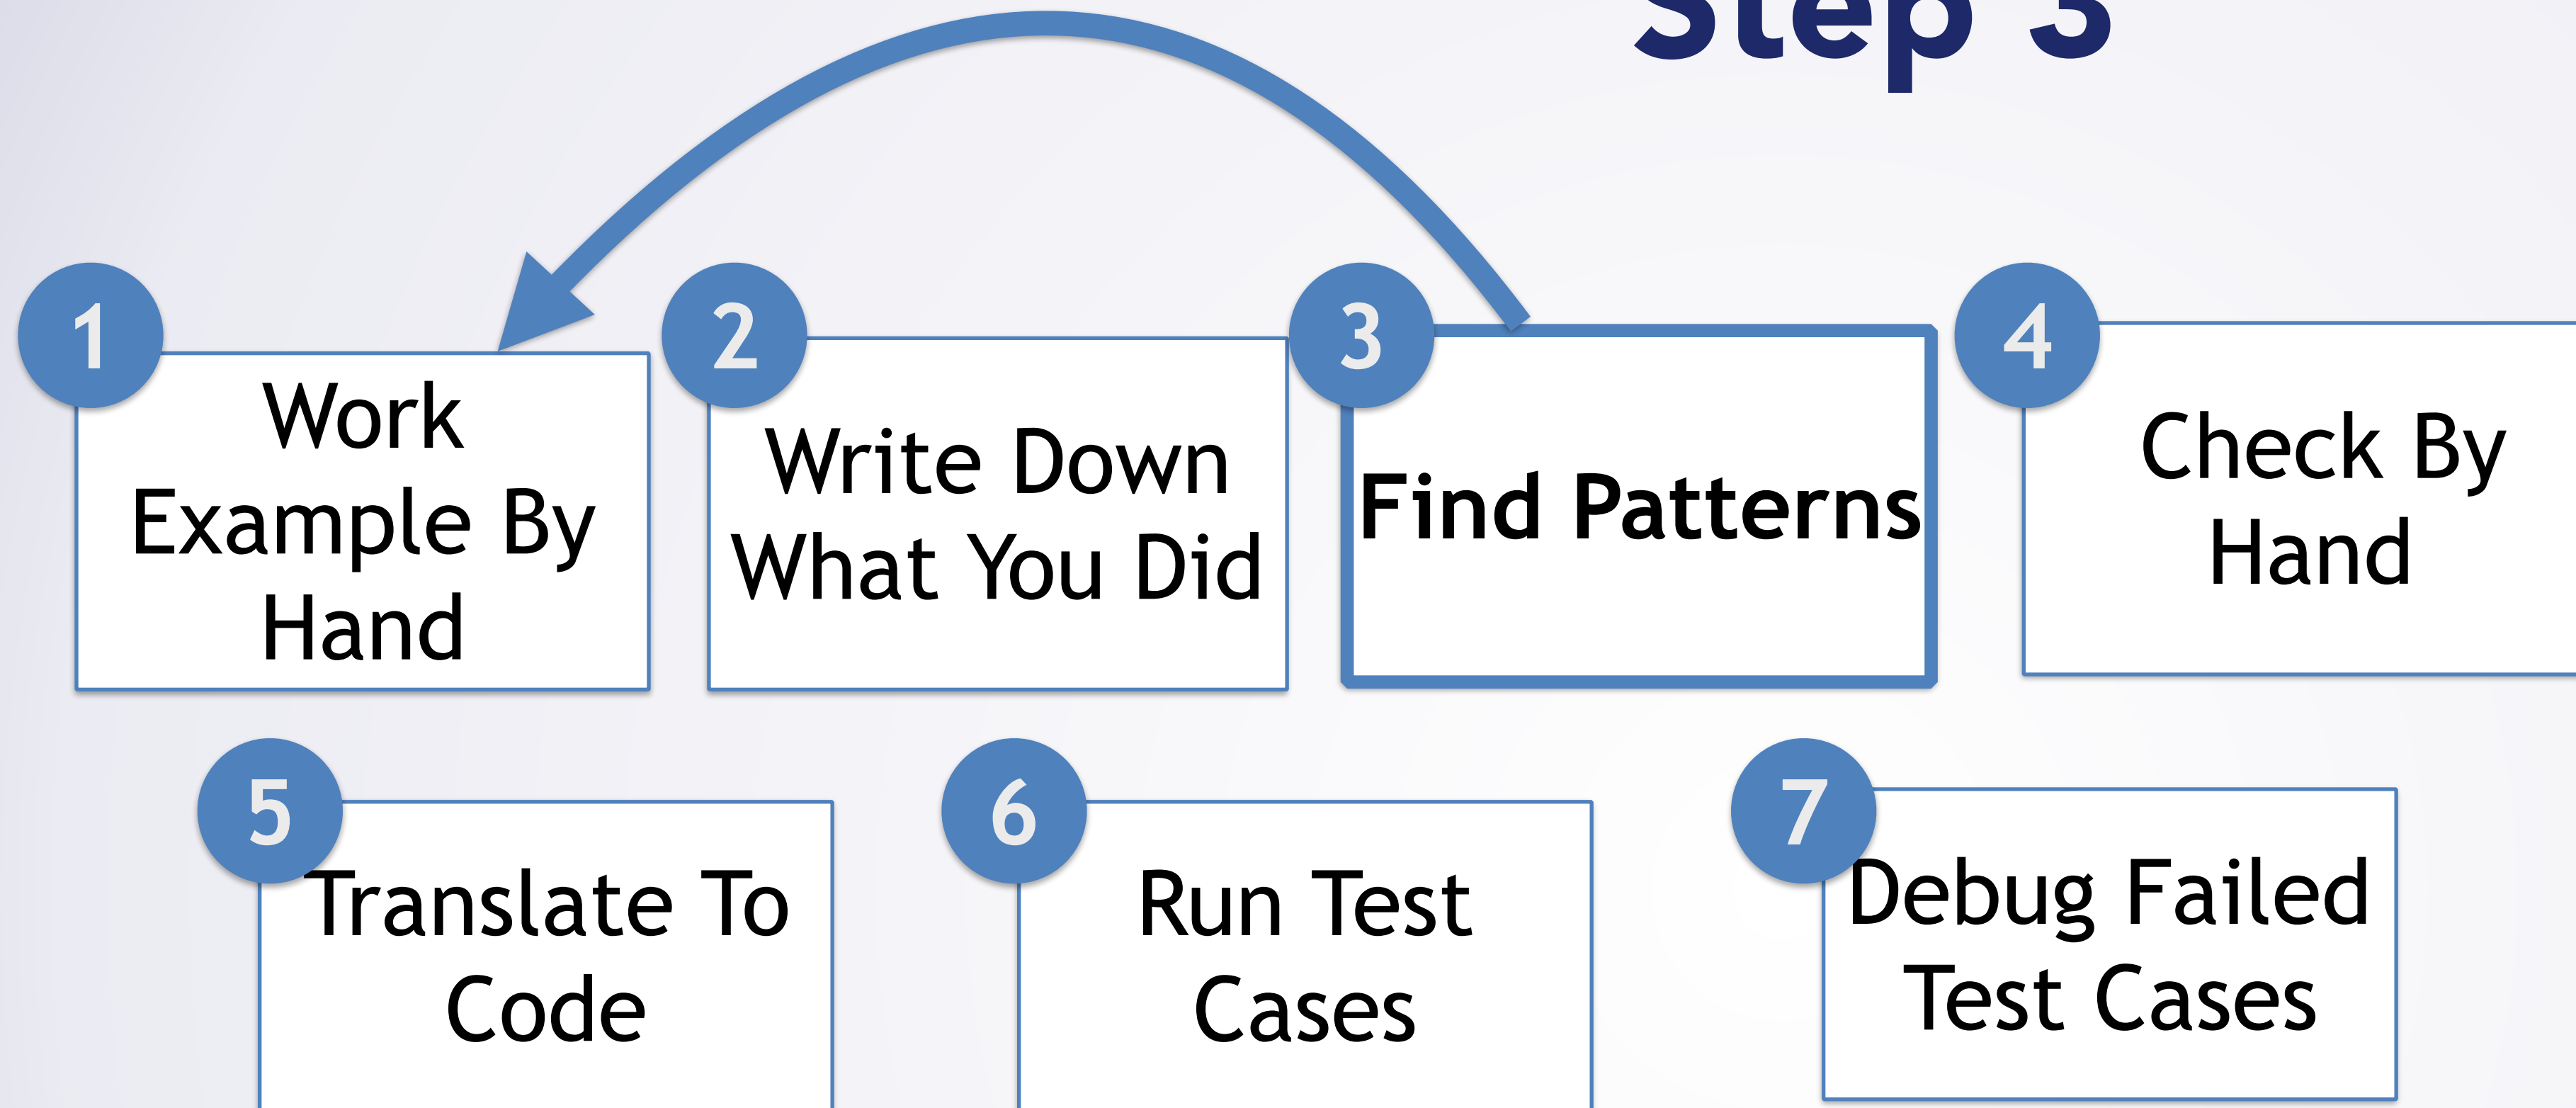 Step 3
1
Work
Example By
Hand
2
Write Down
What You Did
3
Find Patterns
4
Check By
Hand
5
Translate To
Code
6
Run Test
Cases
7
Debug Failed
Test Cases